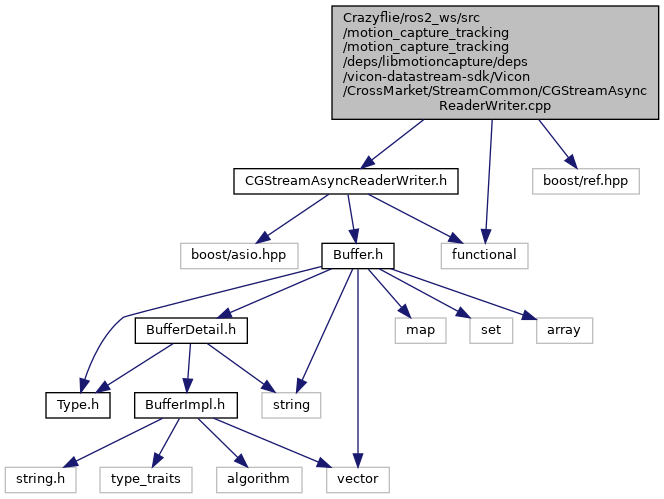 Crazyflie/ros2_ws/src
/motion_capture_tracking
/motion_capture_tracking
/deps/libmotioncapture/deps
/vicon-datastream-sdk/Vicon
/CrossMarket/StreamCommon/CGStreamAsync
ReaderWriter.cpp
CGStreamAsyncReaderWriter.h
boost/ref.hpp
boost/asio.hpp
Buffer.h
functional
BufferDetail.h
map
set
array
Type.h
BufferImpl.h
string
string.h
type_traits
algorithm
vector